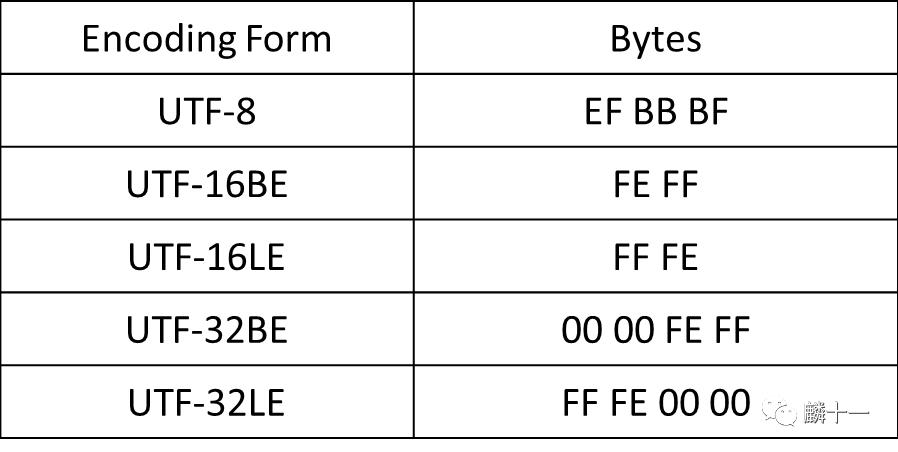 Encoding Form Bytes
UTF-8 EF BB BF
UTF-16BE FE FF
UTF-16LE FF FE
UTF-32BE 00 00 FE FF
UTF-32LE FF FE 00 00
麟十一